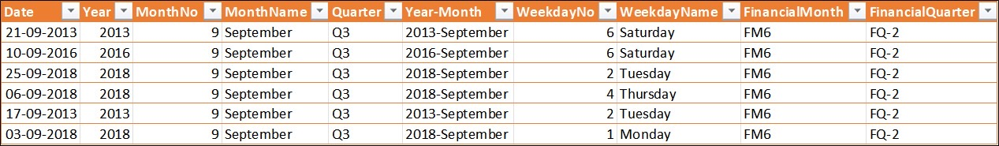 Date Year MonthNo MonthName Quarter Year-Month WeekdayNo WeekdayName FinancialMonth FinancialQuarter
21-09-2013 2013 9 September Q3 2013-September 6 Saturday FM6 FQ-2
10-09-2016 2016 9 September Q3 2016-September 6 Saturday FM6 FQ-2
25-09-2018 2018 9 September Q3 2018-September 2 Tuesday FM6 FQ-2
06-09-2018 2018 9 September Q3 2018-September 4 Thursday FM6 FQ-2
17-09-2013 2013 9 September Q3 2013-September 2 Tuesday FM6 FQ-2
03-09-2018 2018 9 September Q3 2018-September 1 Monday FM6 FQ-2